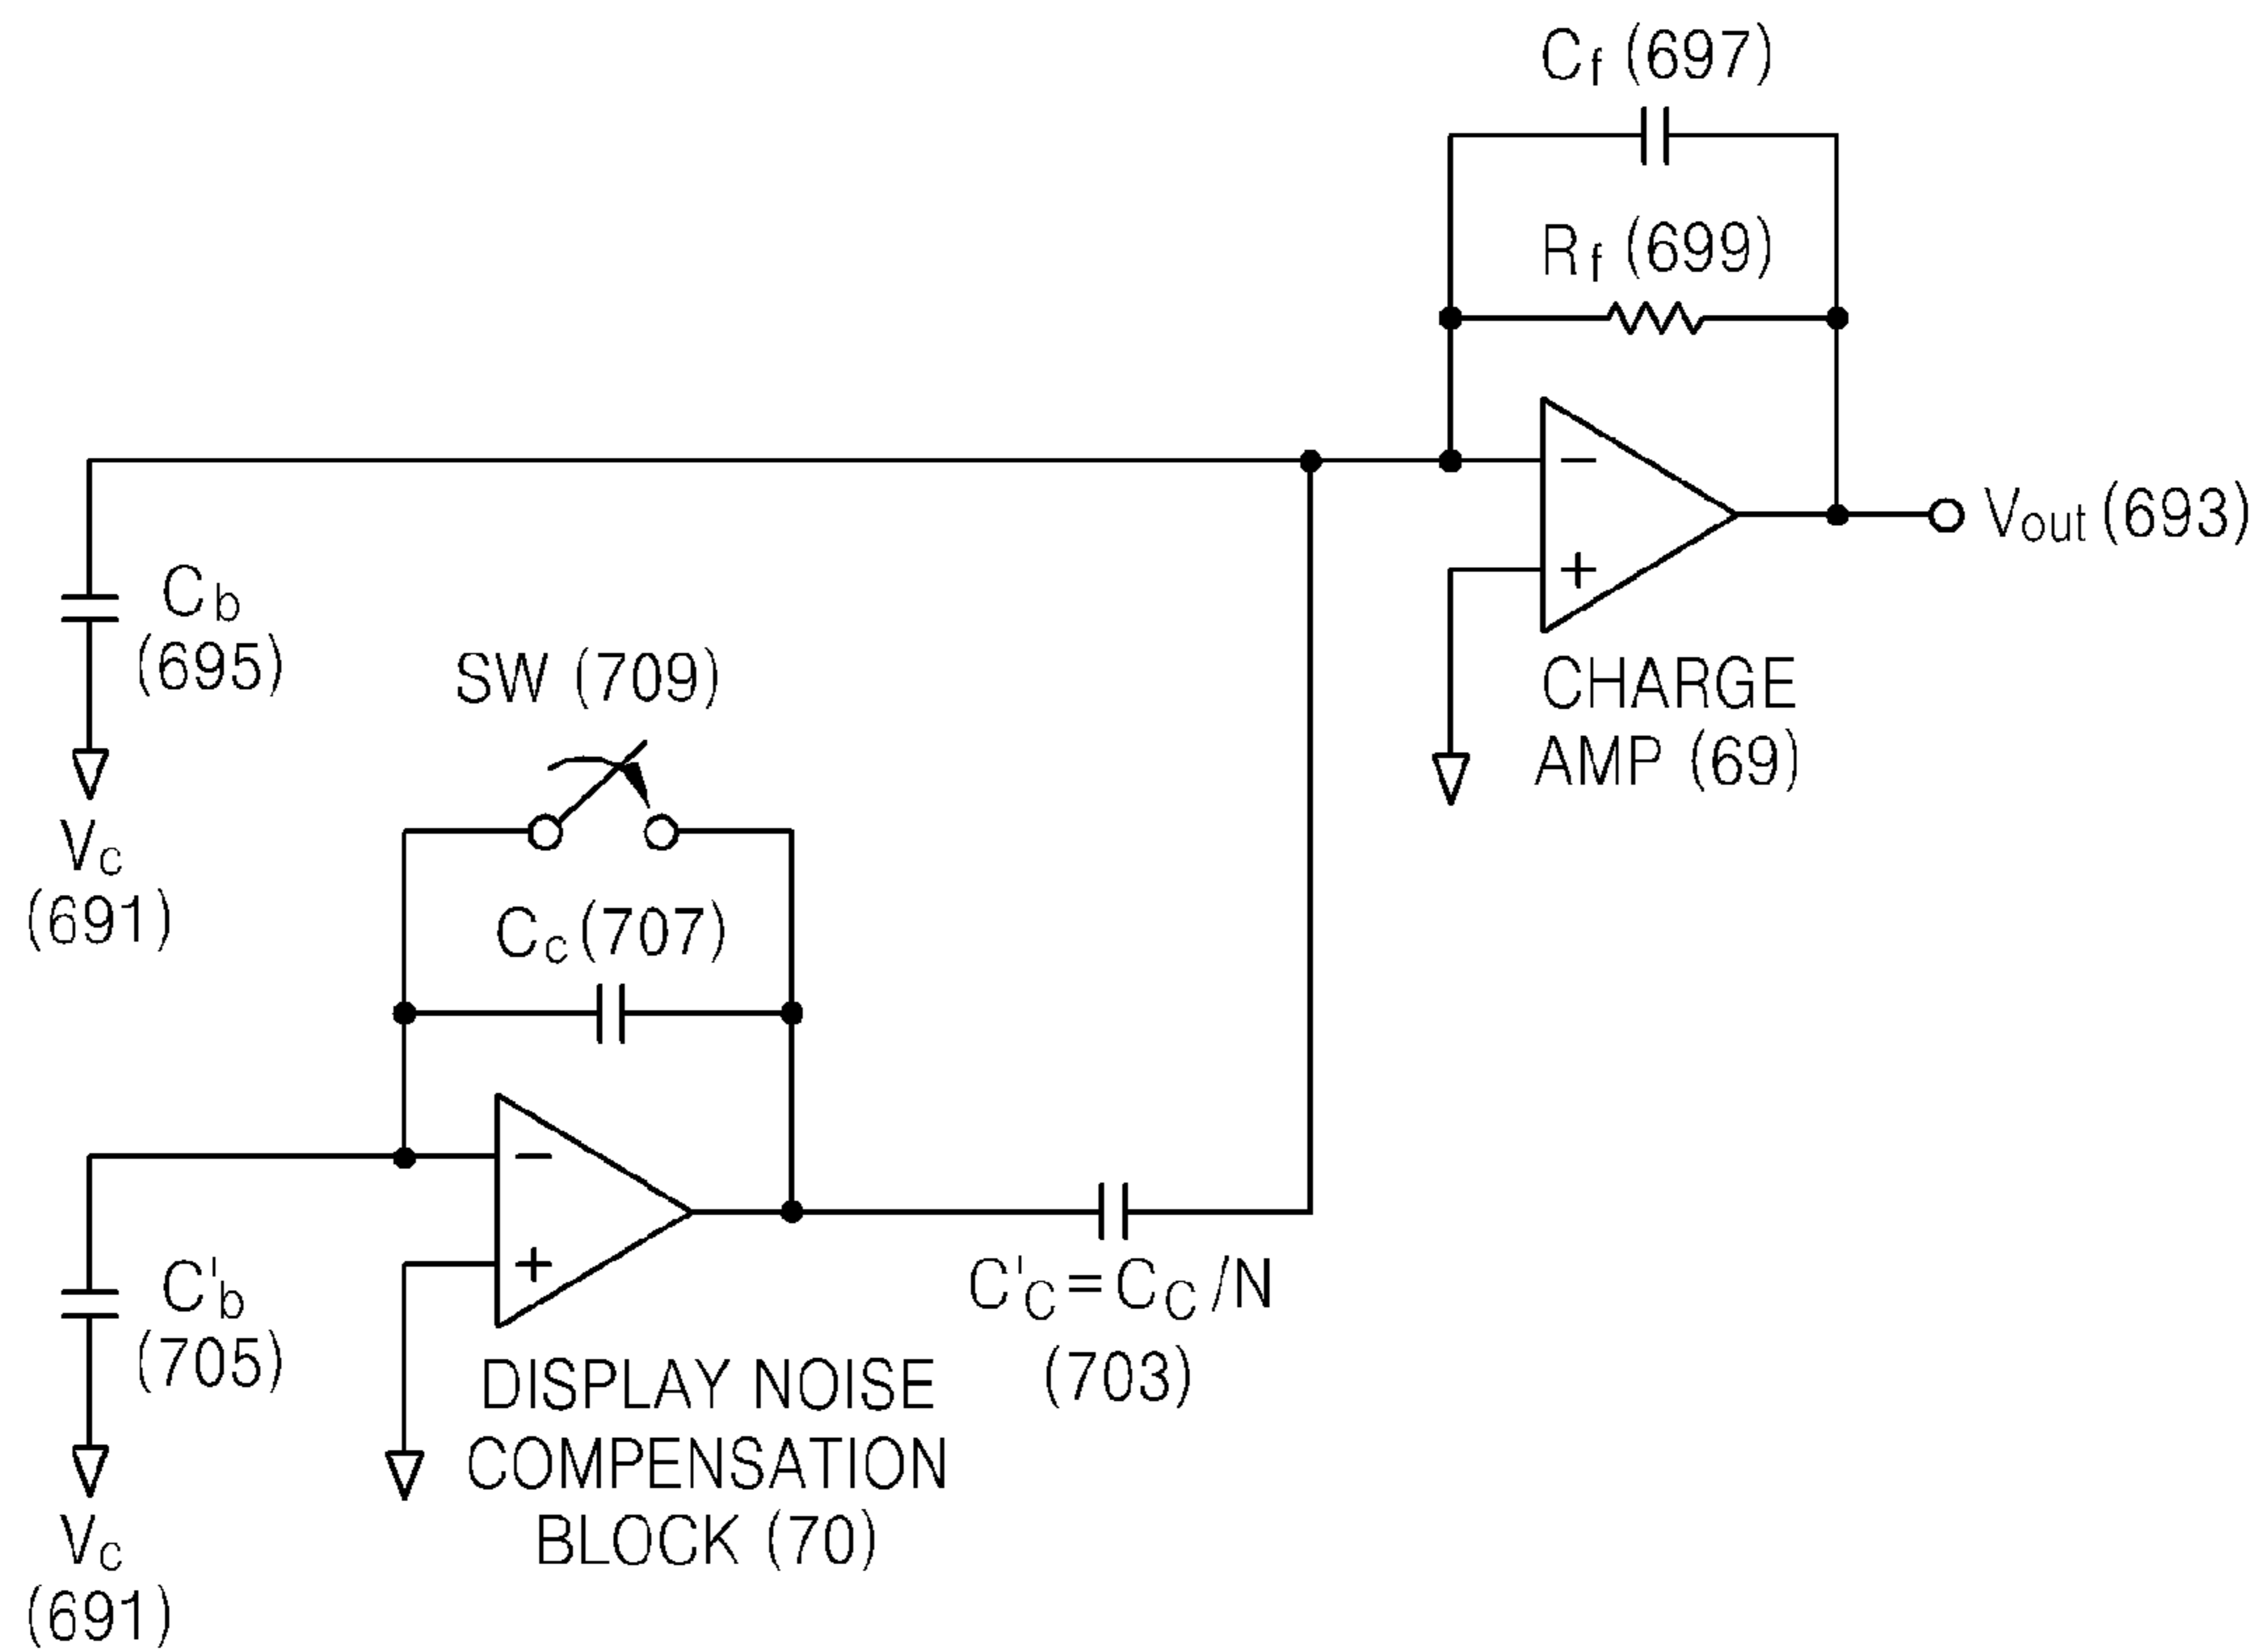 Cf (697)
Rf (699)
−
+
Vout (693)
CHARGE
AMP (69)
Cb
(695)
Vc
(691)
SW (709)
Cc (707)
−
+
C'b
(705)
Vc
(691)
C'C = CC /N
(703)
DISPLAY NOISE
COMPENSATION
BLOCK (70)